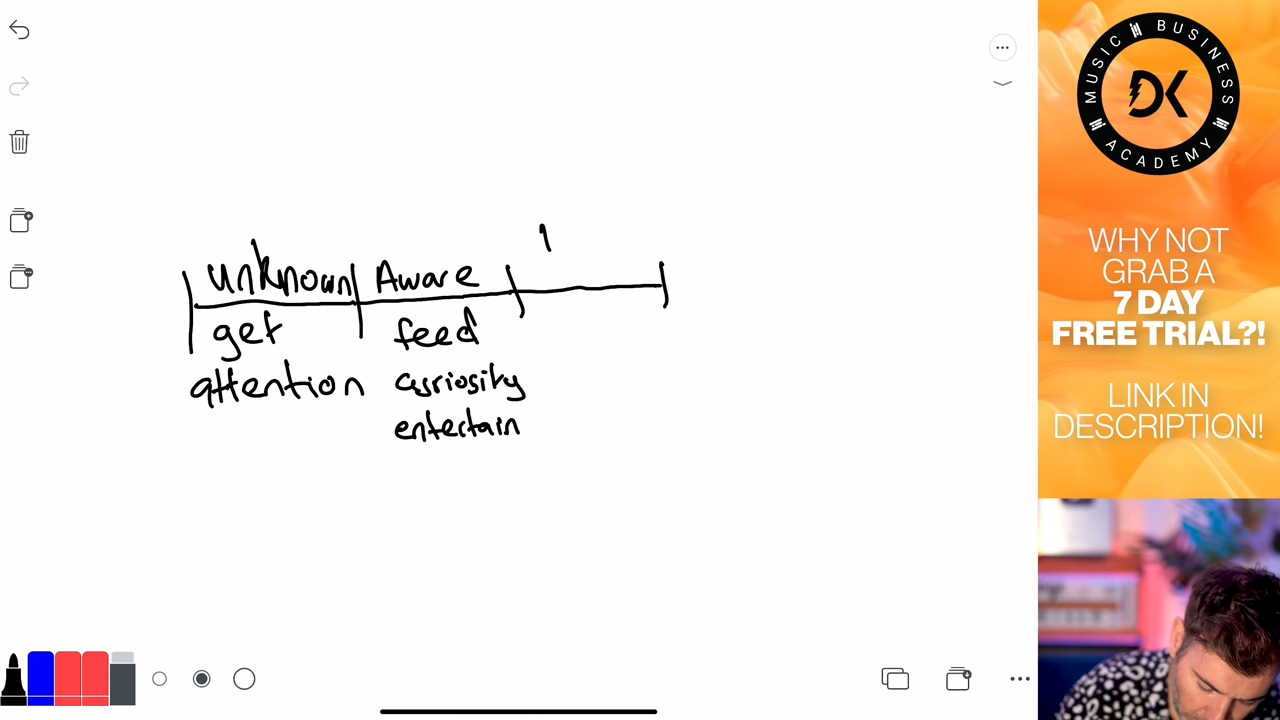 unknown Aware
get feed
attention curiosity
entertain
MUSIC BUSINESS ACADEMY
DK
WHY NOT
GRAB A
7 DAY
FREE TRIAL?!
LINK IN
DESCRIPTION!